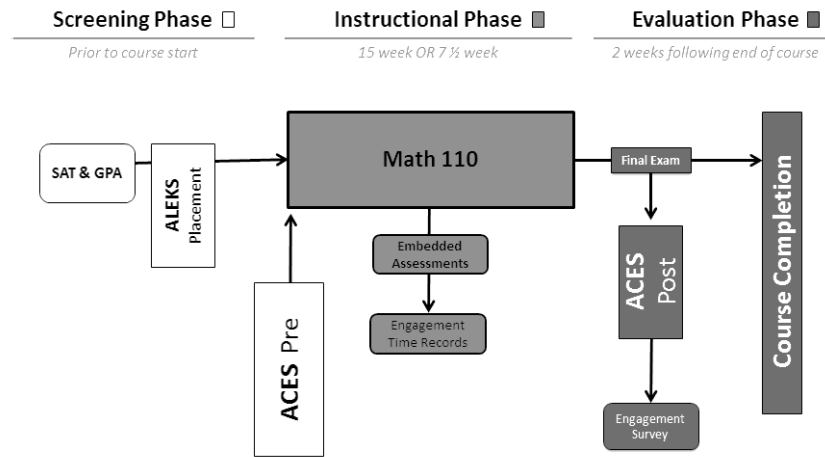 Screening Phase
Instructional Phase
Evaluation Phase
Prior to course start
15 week OR 7 ½ week
2 weeks following end of course
SAT & GPA
ALEKS
Placement
Math 110
Final Exam
Course Completion
Embedded
Assessments
ACES Pre
Engagement
Time Records
ACES
Post
Engagement
Survey